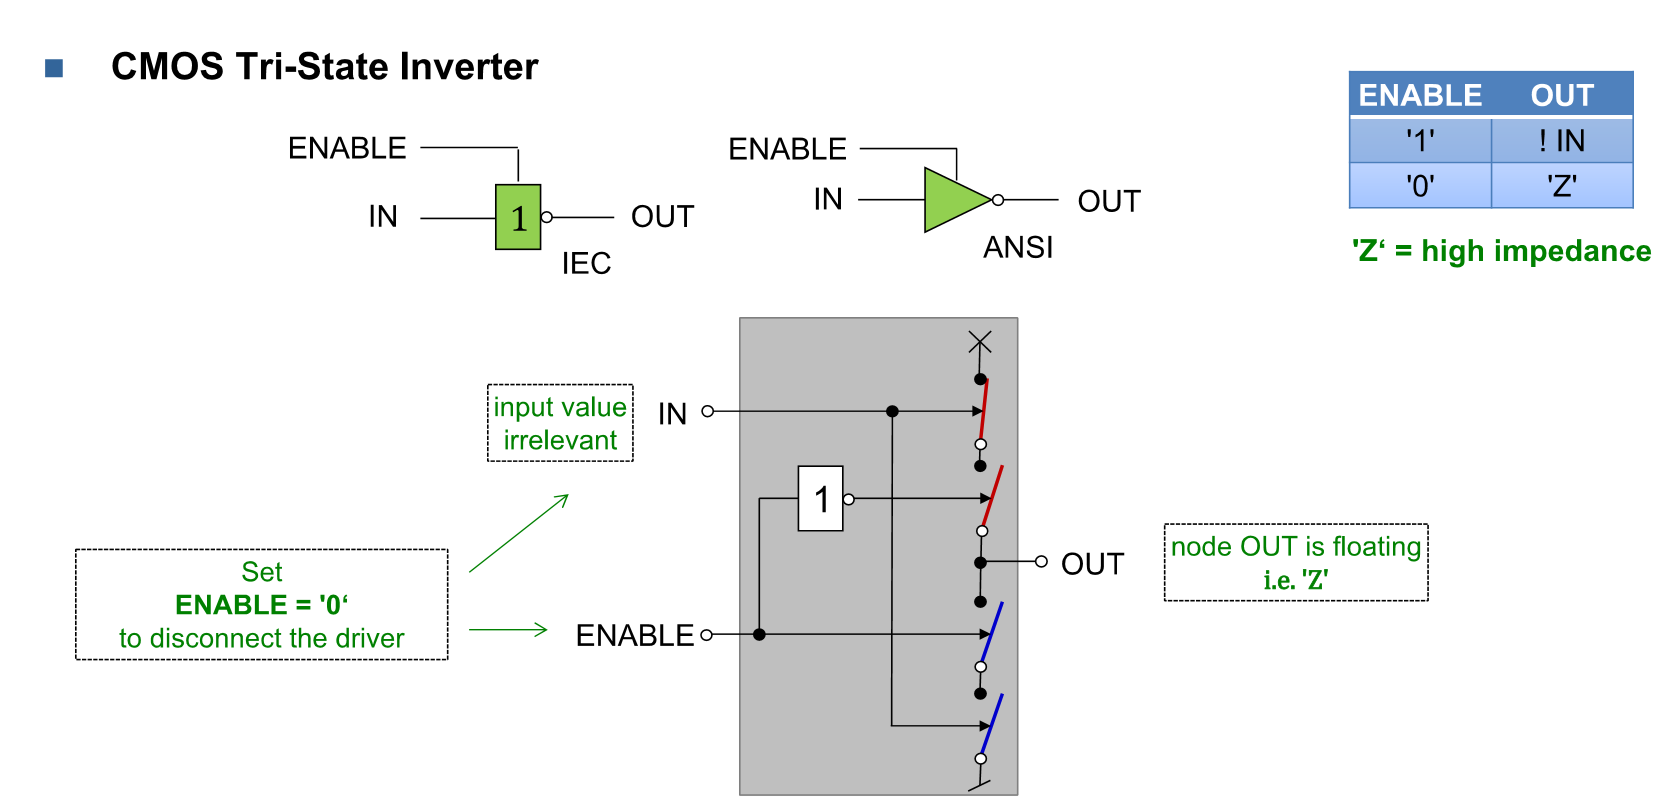 CMOS Tri-State Inverter
ENABLE
IN
1
OUT
IEC
ENABLE
IN
OUT
ANSI
ENABLE OUT
'1' ! IN
'0' 'Z'
'Z‘ = high impedance
input value
irrelevant
IN
1
Set
ENABLE = '0‘
to disconnect the driver
ENABLE
OUT
node OUT is floating
i.e. 'Z'